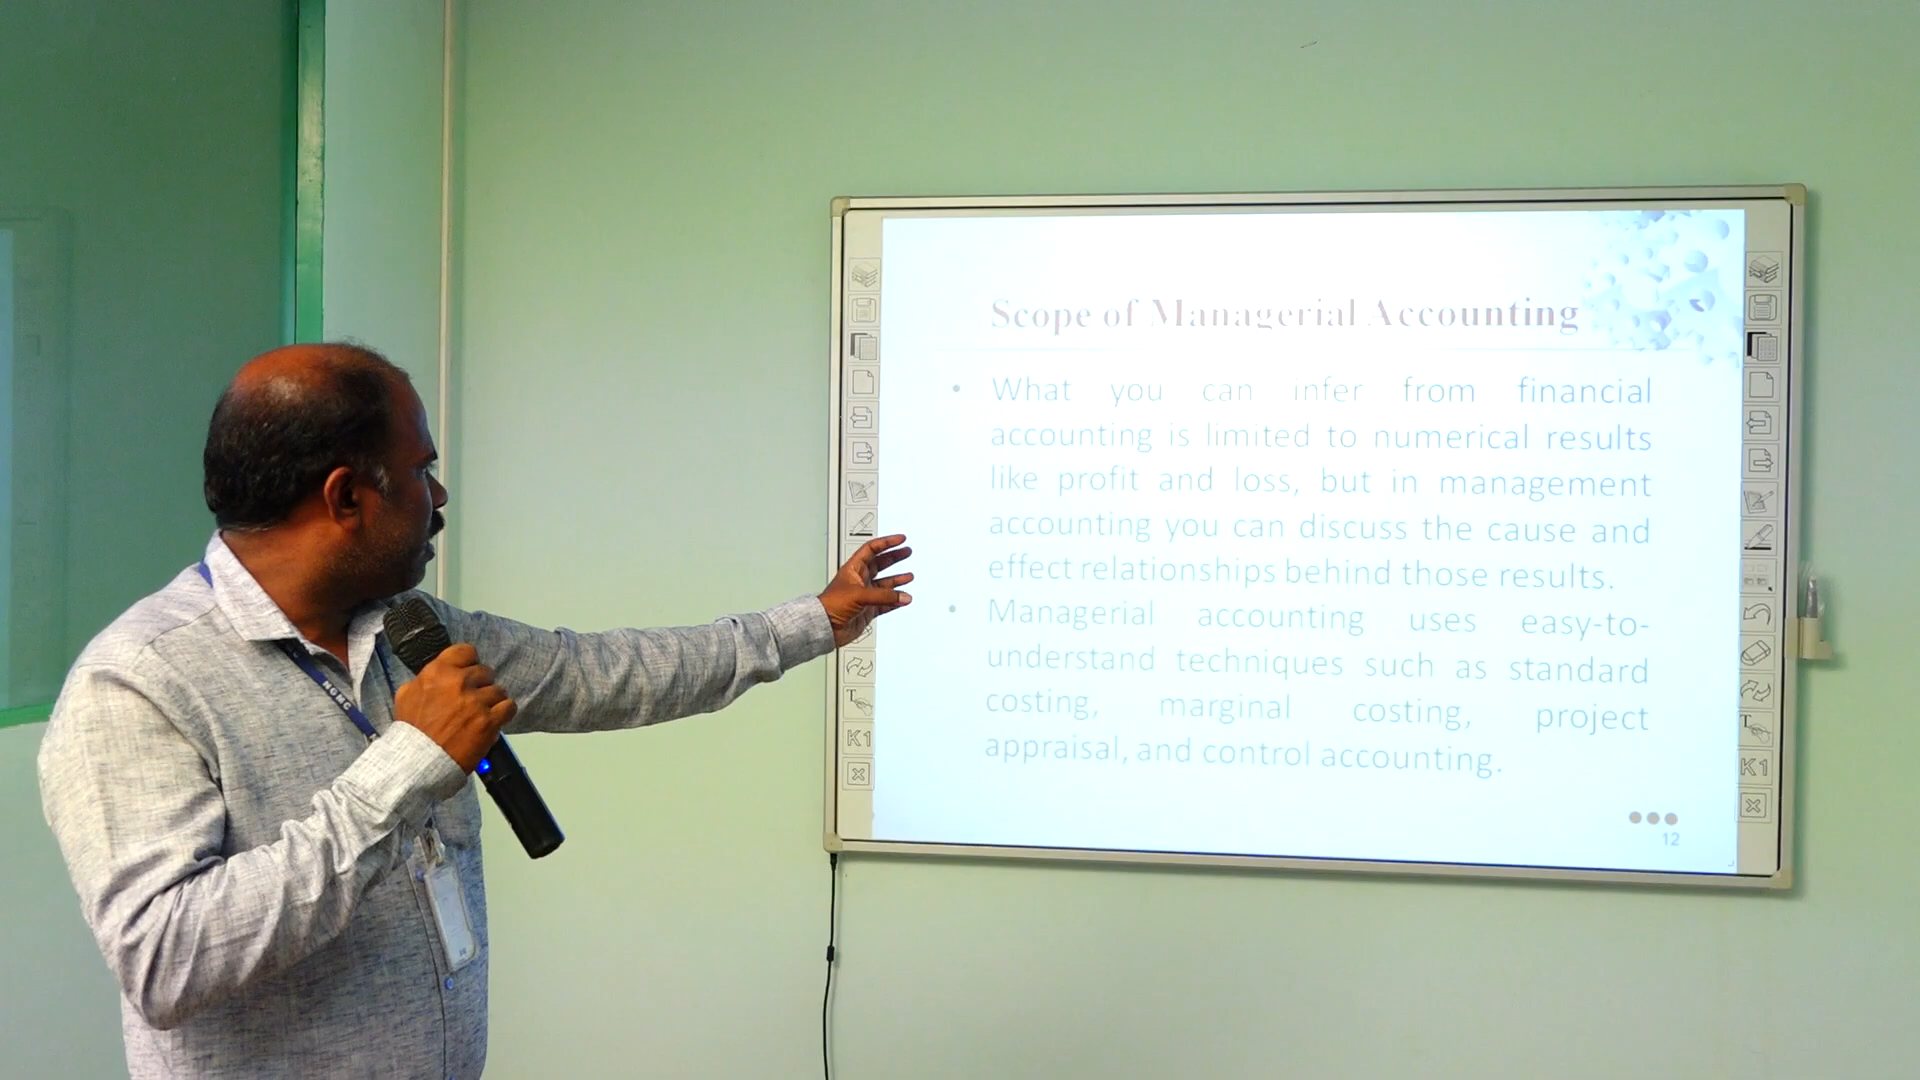 Scope of Managerial Accounting
• What you can infer from financial
accounting is limited to numerical results
like profit and loss, but in management
accounting you can discuss the cause and
effect relationships behind those results.
• Managerial accounting uses easy-to-
understand techniques such as standard
costing, marginal costing, project
appraisal, and control accounting.
12
T
K1
T
K1
NGMC